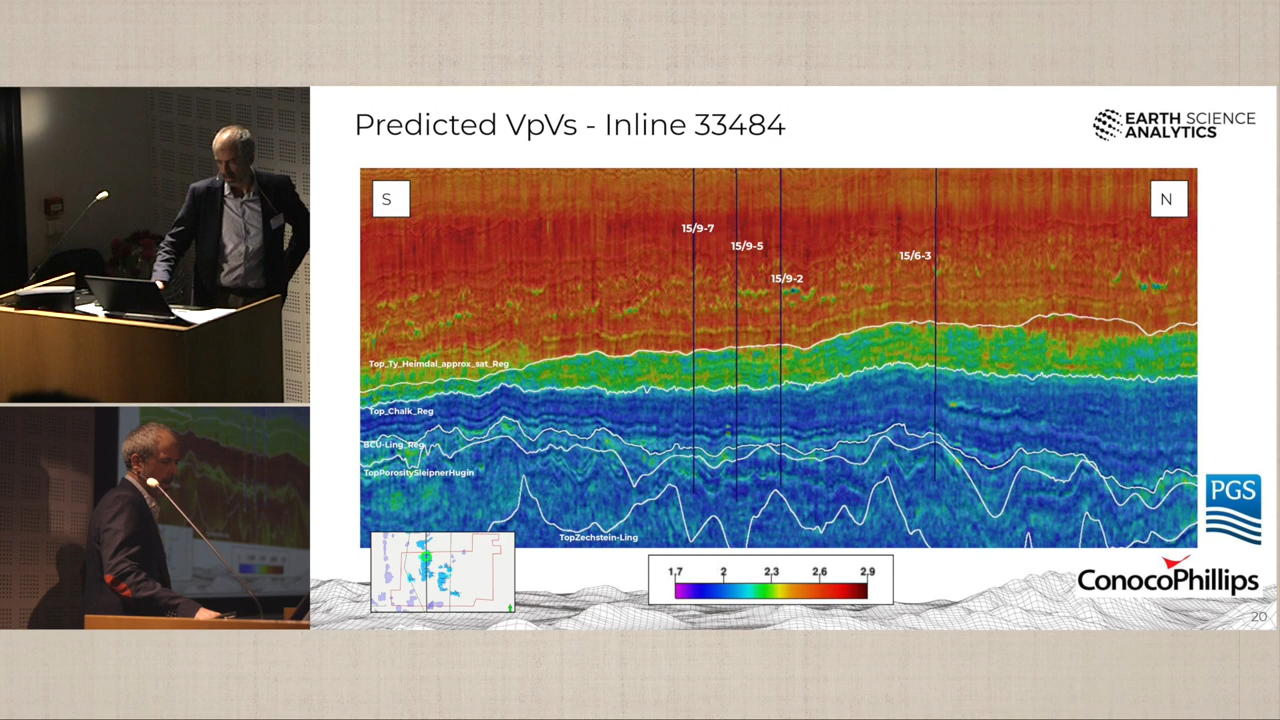 Predicted VpVs - Inline 33484
EARTH SCIENCE
ANALYTICS
S
N
15/9-7
15/9-5
15/6-3
15/9-2
Top_Ty_Heimdal_approx_sat_Reg
Top_Chalk_Reg
BCU-Ling_Reg
TopPorositySleipnerHugin
TopZechstein-Ling
PGS
1.7 2 2.3 2.6 2.9
ConocoPhillips
20